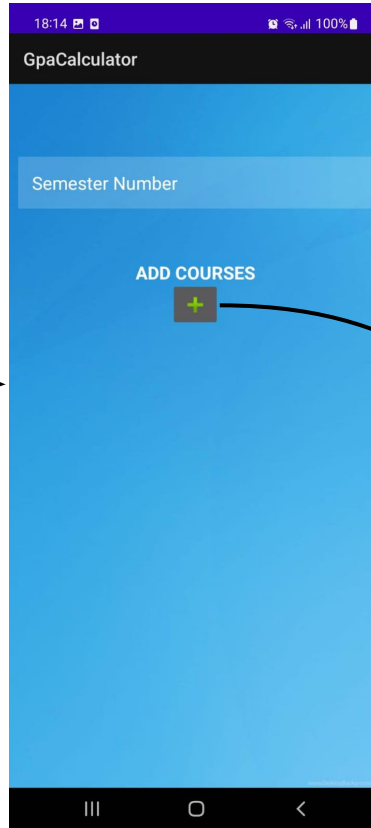 18:14 100%
GpaCalculator
Semester Number
ADD COURSES
+